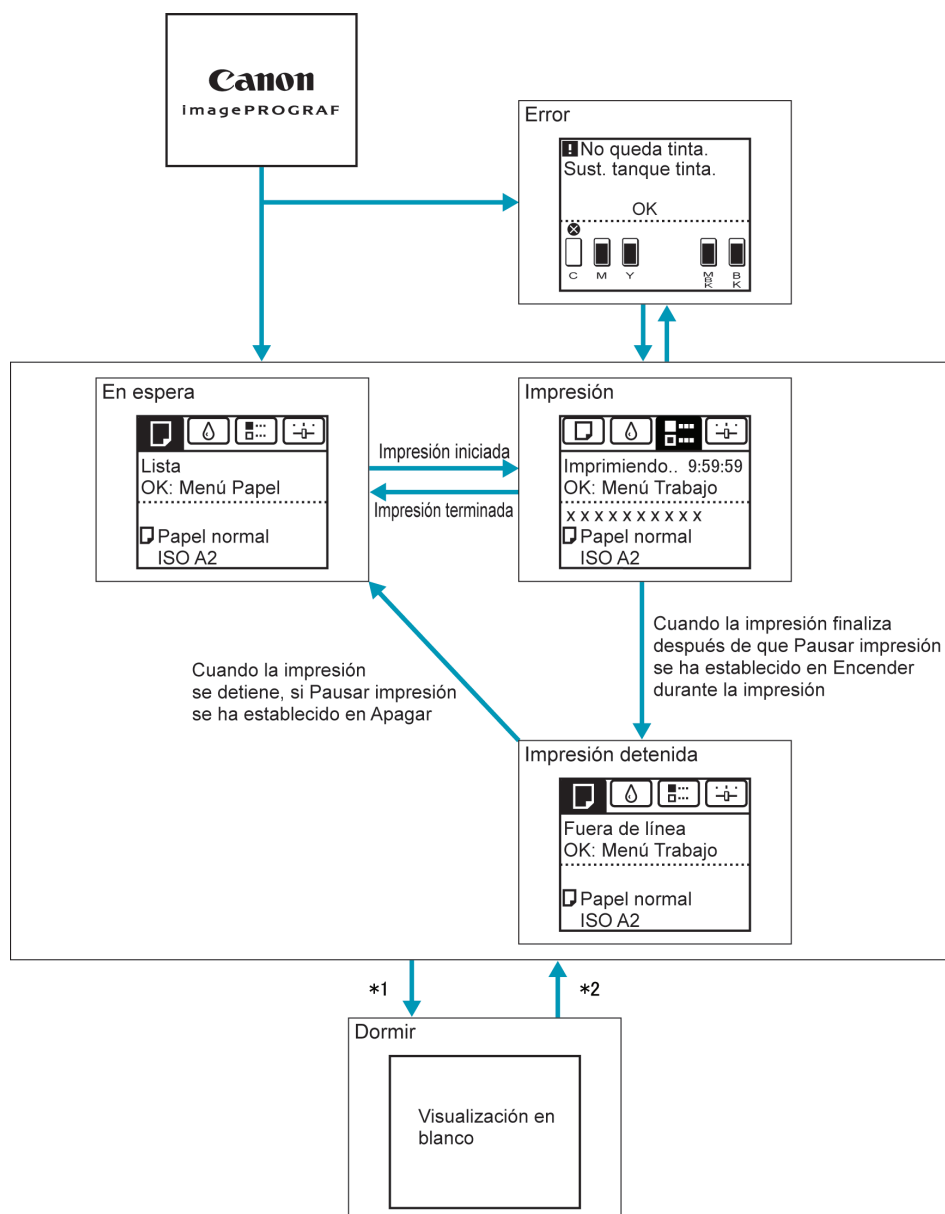 Canon
imagePROGRAF
Error
! No queda tinta.
Sust. tanque tinta.
OK
C M Y MBK BK
En espera
Lista
OK: Menú Papel
Papel normal
ISO A2
Impresión iniciada
Impresión terminada
Impresión
Imprimiendo.. 9:59:59
OK: Menú Trabajo
x x x x x x x x x x
Papel normal
ISO A2
Cuando la impresión
se detiene, si Pausar impresión
se ha establecido en Apagar
Cuando la impresión finaliza
después de que Pausar impresión
se ha establecido en Encender
durante la impresión
Impresión detenida
Fuera de línea
OK: Menú Trabajo
Papel normal
ISO A2
*1
*2
Dormir
Visualización en
blanco